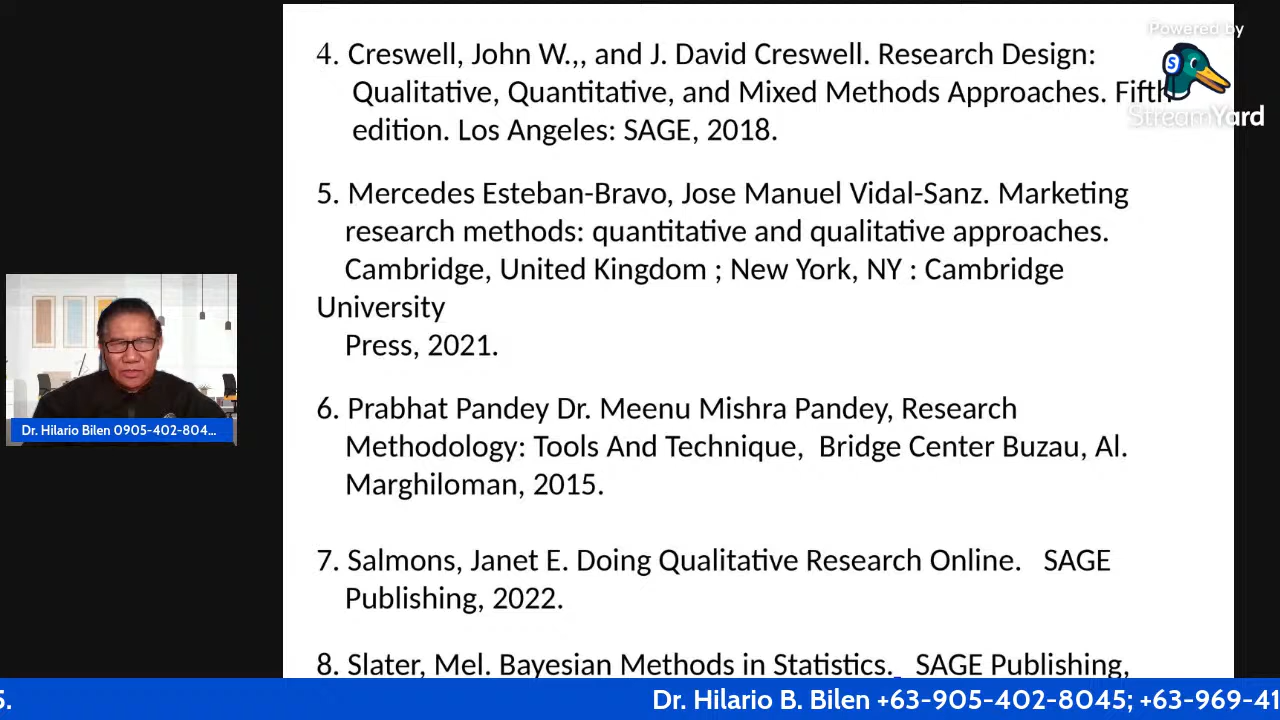 4. Creswell, John W.,, and J. David Creswell. Research Design:
Qualitative, Quantitative, and Mixed Methods Approaches. Fifth
edition. Los Angeles: SAGE, 2018.
5. Mercedes Esteban-Bravo, Jose Manuel Vidal-Sanz. Marketing
research methods: quantitative and qualitative approaches.
Cambridge, United Kingdom ; New York, NY : Cambridge
University
Press, 2021.
6. Prabhat Pandey Dr. Meenu Mishra Pandey, Research
Methodology: Tools And Technique, Bridge Center Buzau, Al.
Marghiloman, 2015.
7. Salmons, Janet E. Doing Qualitative Research Online. SAGE
Publishing, 2022.
8. Slater, Mel. Bayesian Methods in Statistics. SAGE Publishing,
Powered by
S
StreamYard
Dr. Hilario Bilen 0905-402-804...
5. Dr. Hilario B. Bilen +63-905-402-8045; +63-969-41